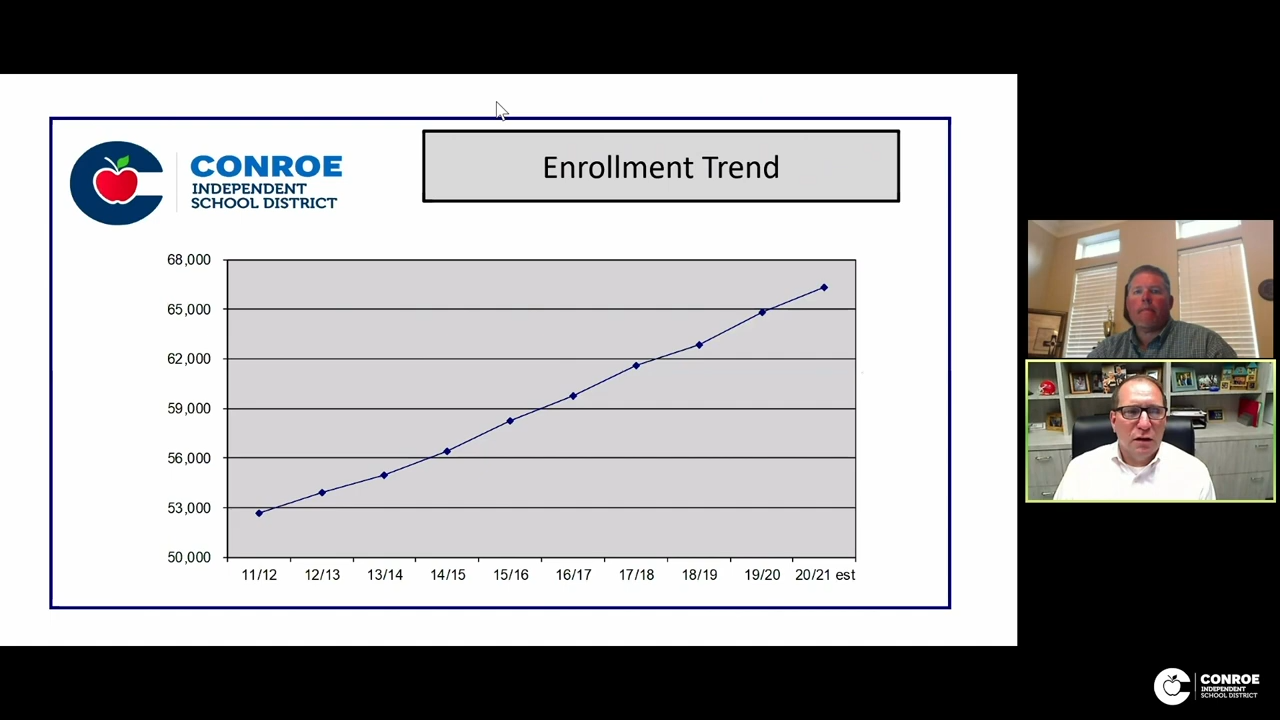 CONROE
INDEPENDENT
SCHOOL DISTRICT
Enrollment Trend
68,000
65,000
62,000
59,000
56,000
53,000
50,000
11/12 12/13 13/14 14/15 15/16 16/17 17/18 18/19 19/20 20/21 est
CONROE
INDEPENDENT
SCHOOL DISTRICT